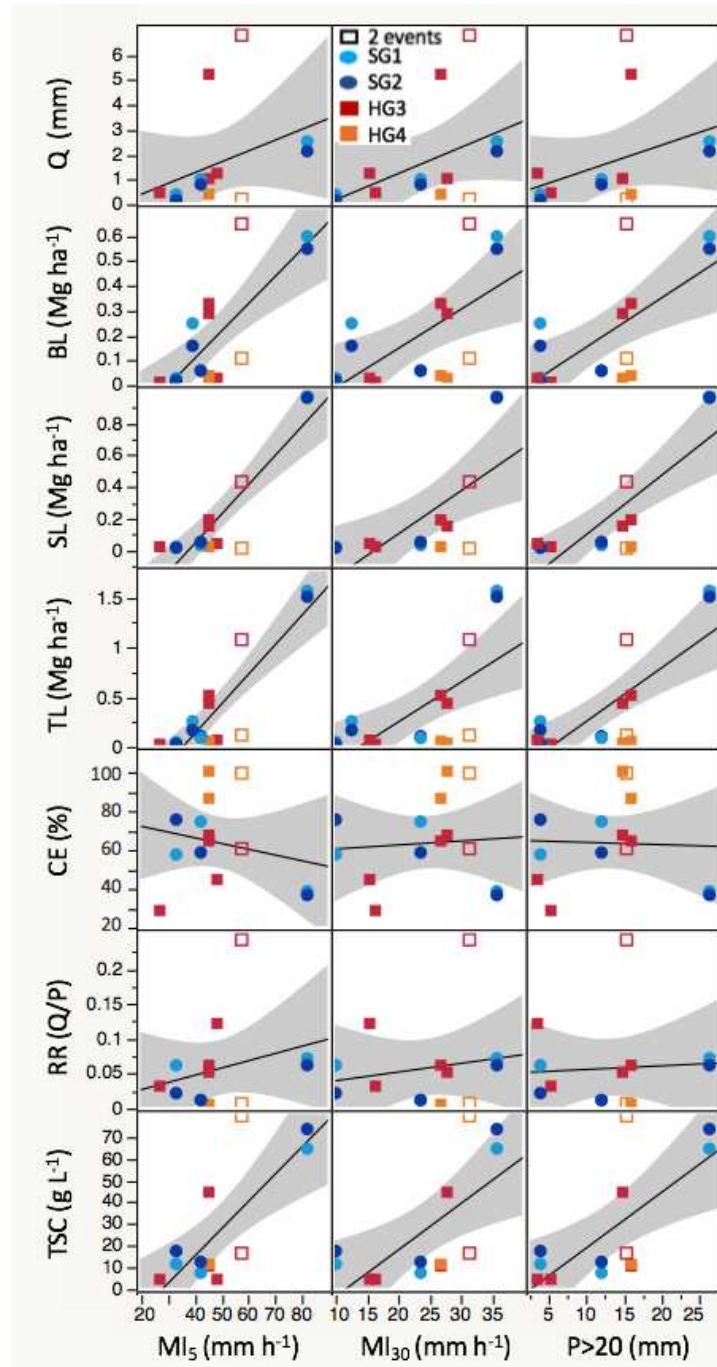 2 events
SG1
SG2
HG3
HG4
Q (mm)
6
5
4
3
2
1
0
BL (Mg ha⁻¹)
0.6
0.5
0.4
0.3
0.2
0.1
0
SL (Mg ha⁻¹)
0.8
0.6
0.4
0.2
0
TL (Mg ha⁻¹)
1.5
1
0.5
0
CE (%)
100
80
60
40
20
RR (Q/P)
0.2
0.15
0.1
0.05
0
TSC (g L⁻¹)
70
60
50
40
30
20
10
0
20 30 40 50 60 70 80
10 15 20 25 30 35
5 10 15 20 25
MI₅ (mm h⁻¹) MI₃₀ (mm h⁻¹) P>20 (mm)